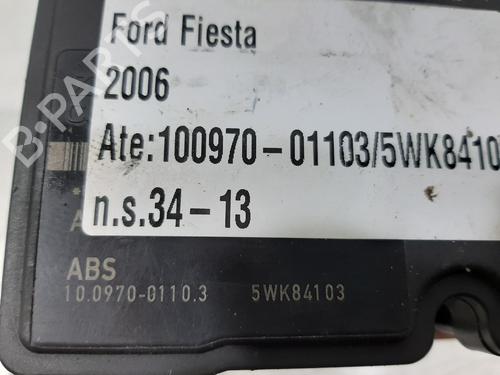 Ford Fiesta
2006
Ate:100970-01103/5WK8410
n.s.34-13
A
ABS
10.0970-0110.3 5WK84103
B-PARTS